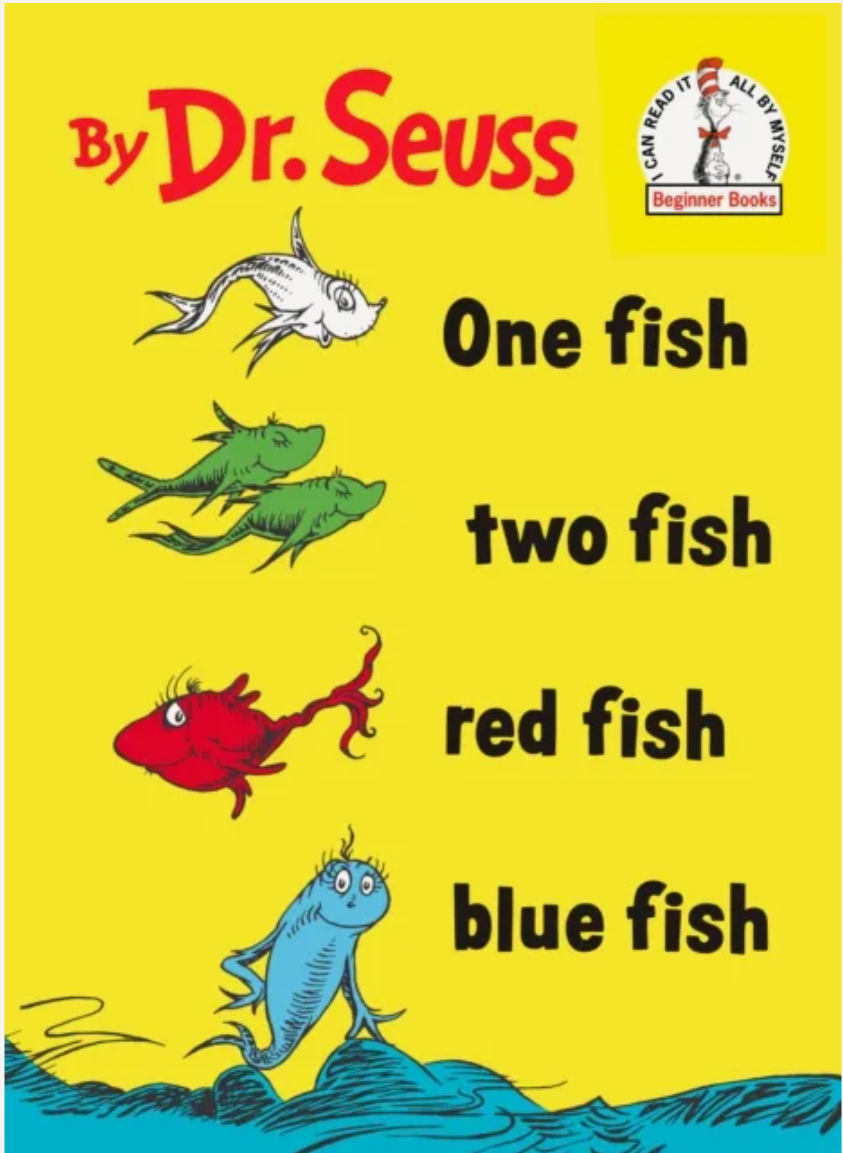 By Dr. Seuss
I CAN READ IT ALL BY MYSELF
Beginner Books
One fish
two fish
red fish
blue fish